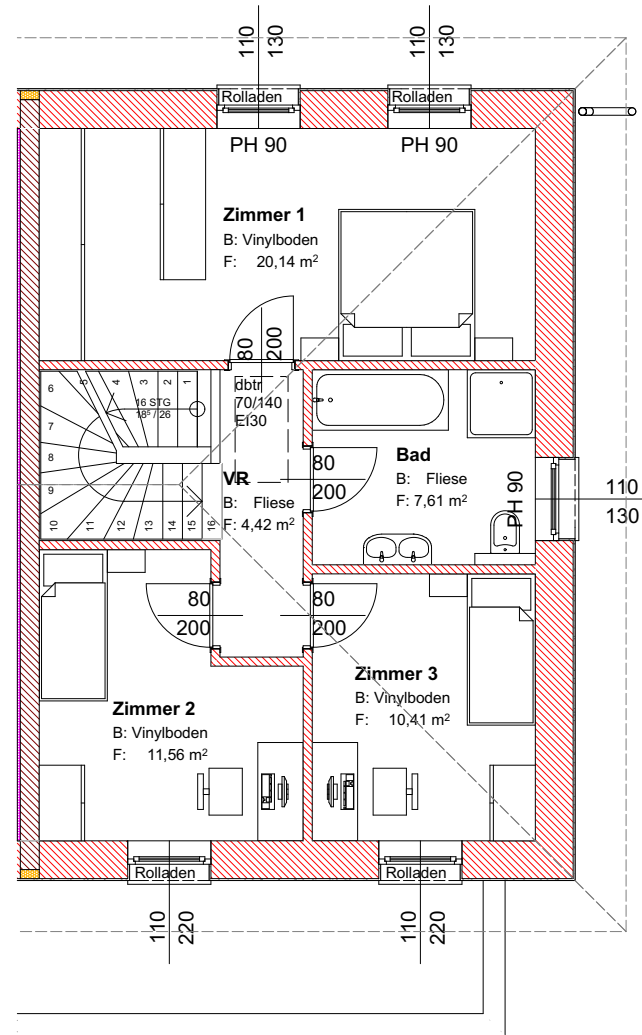 110
130
110
130
Rolladen
Rolladen
PH 90
PH 90
Zimmer 1
B: Vinylboden
F: 20,14 m²
80
200
6
5
4
3
2
1
16 STG
18⁵ / 26
7
8
9
10
11
12
13
14
15
16
dbtr
70/140
EI30
VR
B: Fliese
F: 4,42 m²
80
200
Bad
B: Fliese
F: 7,61 m²
PH 90
110
130
80
200
80
200
Zimmer 2
B: Vinylboden
F: 11,56 m²
Zimmer 3
B: Vinylboden
F: 10,41 m²
Rolladen
Rolladen
110
220
110
220